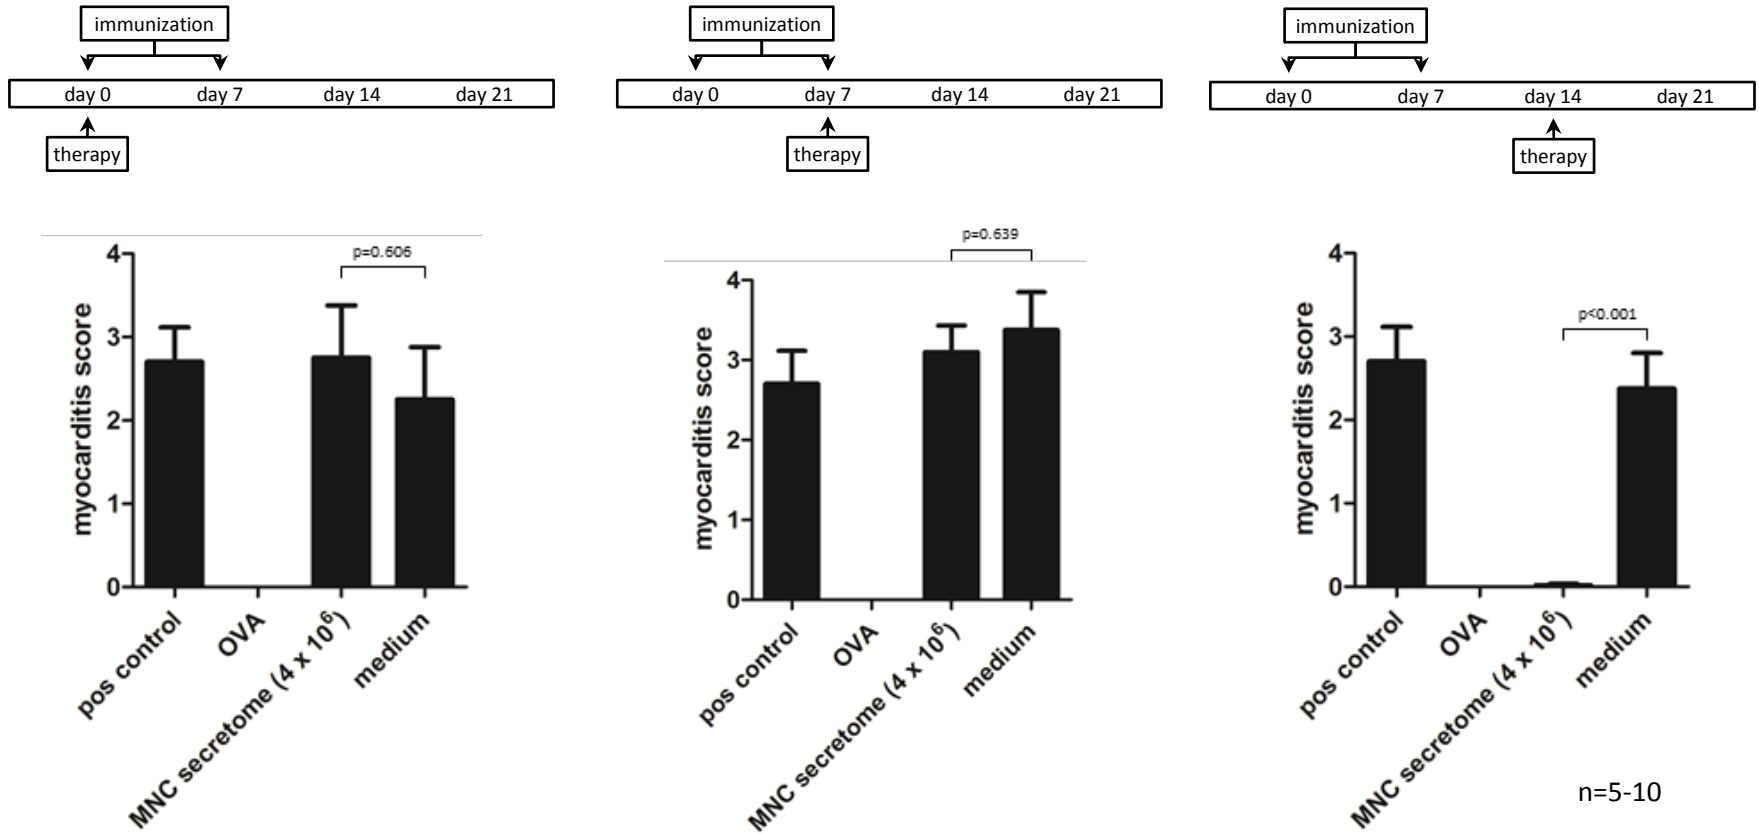 immunization
day 0 day 7 day 14 day 21
therapy
p=0.606
myocarditis score
4
3
2
1
0
pos control
OVA
MNC secretome (4 x 10⁶)
medium
immunization
day 0 day 7 day 14 day 21
therapy
p=0.639
myocarditis score
4
3
2
1
0
pos control
OVA
MNC secretome (4 x 10⁶)
medium
immunization
day 0 day 7 day 14 day 21
therapy
p<0.001
myocarditis score
4
3
2
1
0
pos control
OVA
MNC secretome (4 x 10⁶)
medium
n=5-10